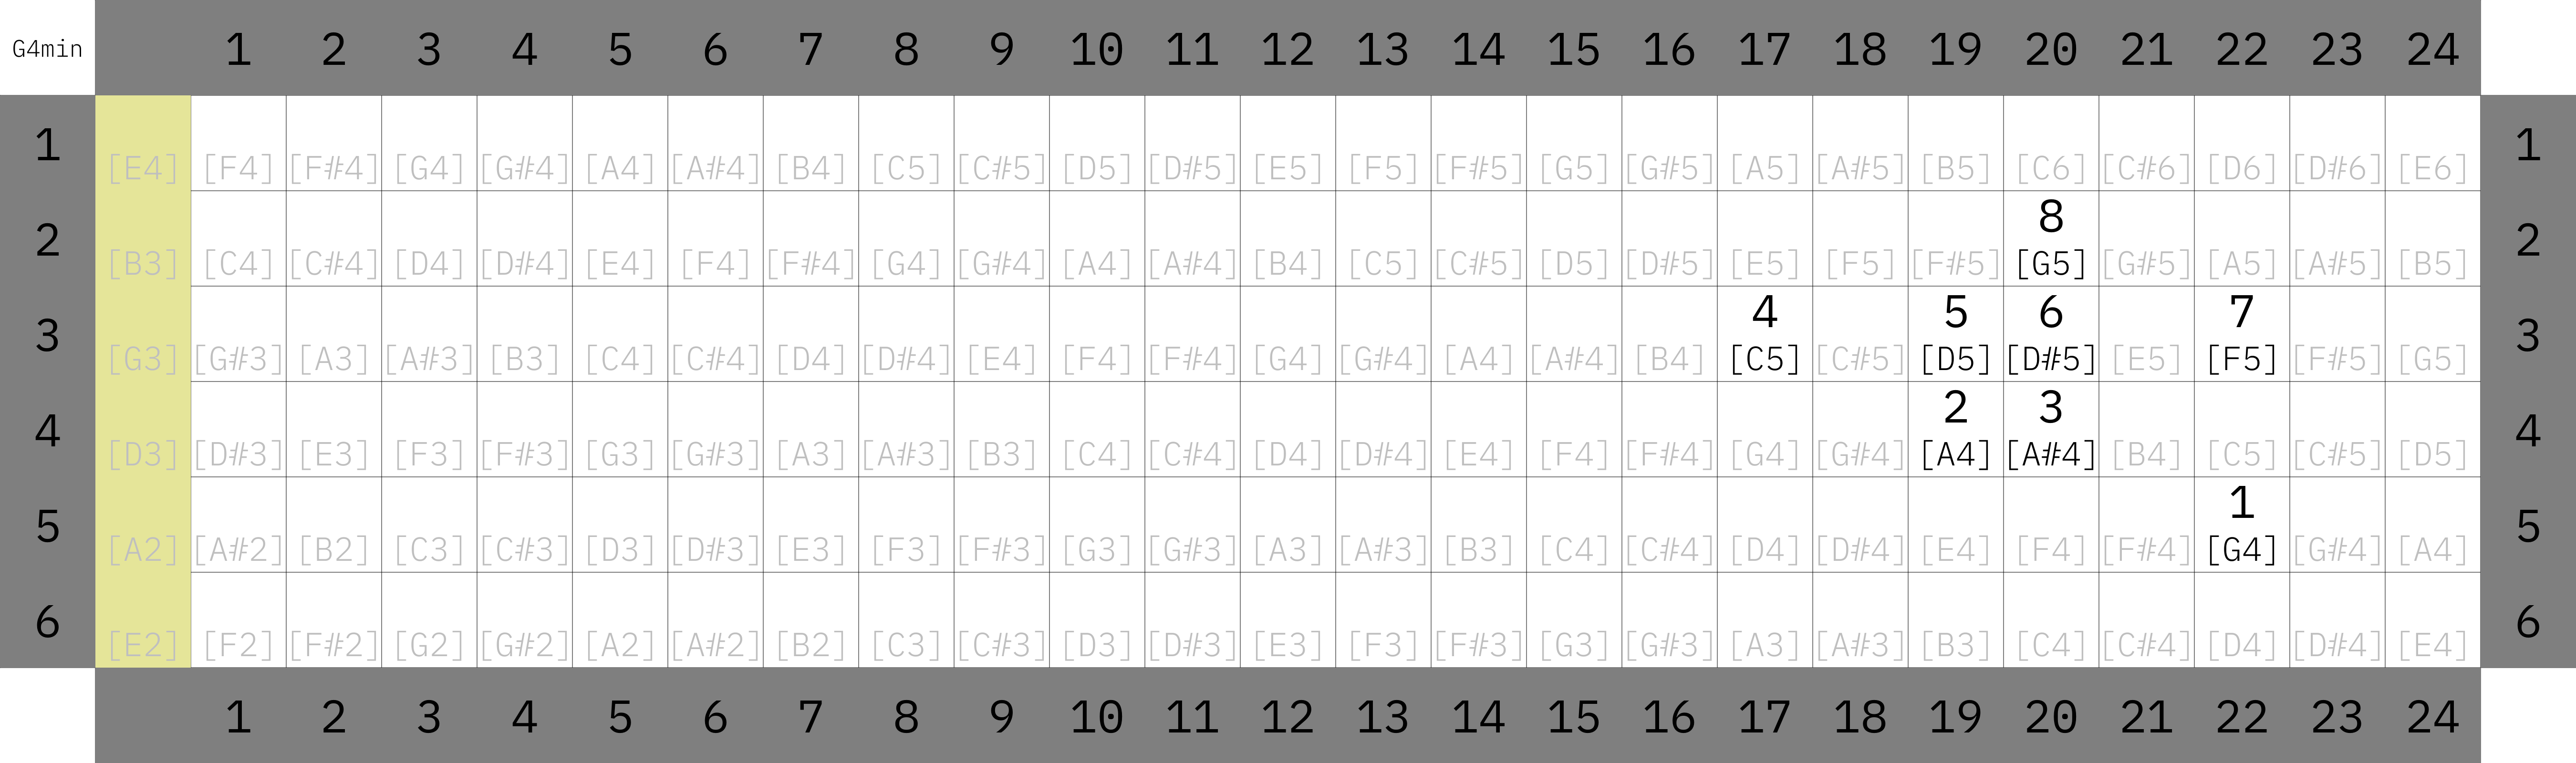 G4min 1 2 3 4 5 6 7 8 9 10 11 12 13 14 15 16 17 18 19 20 21 22 23 24
1 [E4] [F4] [F#4] [G4] [G#4] [A4] [A#4] [B4] [C5] [C#5] [D5] [D#5] [E5] [F5] [F#5] [G5] [G#5] [A5] [A#5] [B5] [C6] [C#6] [D6] [D#6] [E6] 1
8
2 [B3] [C4] [C#4] [D4] [D#4] [E4] [F4] [F#4] [G4] [G#4] [A4] [A#4] [B4] [C5] [C#5] [D5] [D#5] [E5] [F5] [F#5] [G5] [G#5] [A5] [A#5] [B5] 2
4 5 6 7
3 [G3] [G#3] [A3] [A#3] [B3] [C4] [C#4] [D4] [D#4] [E4] [F4] [F#4] [G4] [G#4] [A4] [A#4] [B4] [C5] [C#5] [D5] [D#5] [E5] [F5] [F#5] [G5] 3
2 3
4 [D3] [D#3] [E3] [F3] [F#3] [G3] [G#3] [A3] [A#3] [B3] [C4] [C#4] [D4] [D#4] [E4] [F4] [F#4] [G4] [G#4] [A4] [A#4] [B4] [C5] [C#5] [D5] 4
1
5 [A2] [A#2] [B2] [C3] [C#3] [D3] [D#3] [E3] [F3] [F#3] [G3] [G#3] [A3] [A#3] [B3] [C4] [C#4] [D4] [D#4] [E4] [F4] [F#4] [G4] [G#4] [A4] 5
6 [E2] [F2] [F#2] [G2] [G#2] [A2] [A#2] [B2] [C3] [C#3] [D3] [D#3] [E3] [F3] [F#3] [G3] [G#3] [A3] [A#3] [B3] [C4] [C#4] [D4] [D#4] [E4] 6
1 2 3 4 5 6 7 8 9 10 11 12 13 14 15 16 17 18 19 20 21 22 23 24